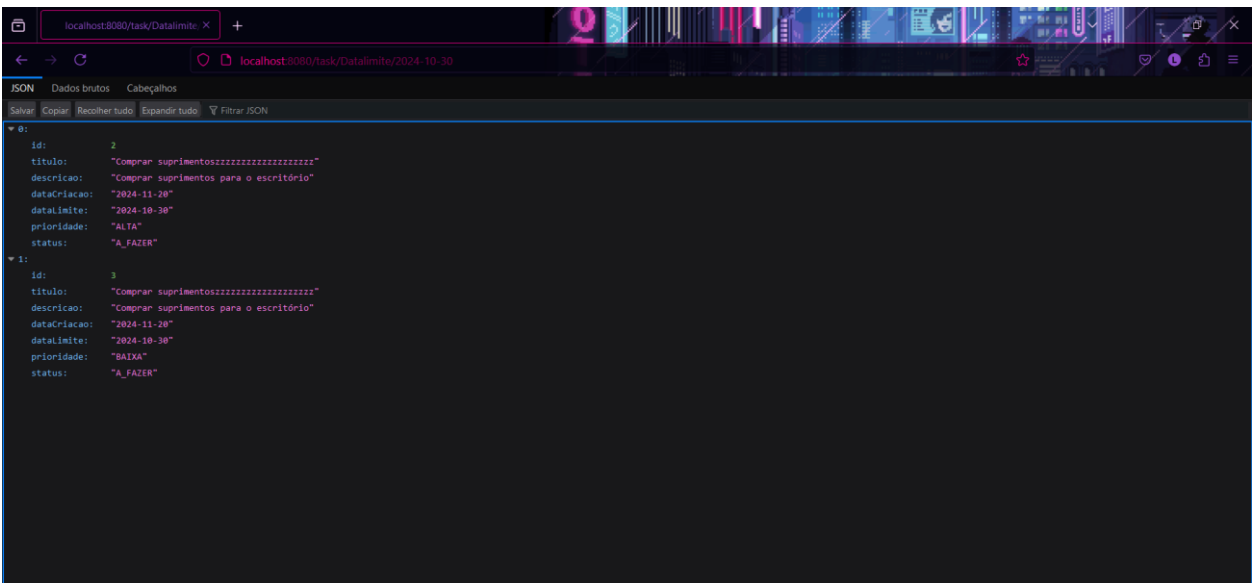 localhost:8080/task/Datalimite
localhost:8080/task/Datalimite/2024-10-30
JSON Dados brutos Cabeçalhos
Salvar Copiar Recolher tudo Expandir tudo Filtrar JSON
0:
id: 2
titulo: "Comprar suprimentoszzzzzzzzzzzzzzzzzzzz"
descricao: "Comprar suprimentos para o escritório"
dataCriacao: "2024-11-20"
dataLimite: "2024-10-30"
prioridade: "ALTA"
status: "A_FAZER"
1:
id: 3
titulo: "Comprar suprimentoszzzzzzzzzzzzzzzzzzzz"
descricao: "Comprar suprimentos para o escritório"
dataCriacao: "2024-11-20"
dataLimite: "2024-10-30"
prioridade: "BAIXA"
status: "A_FAZER"